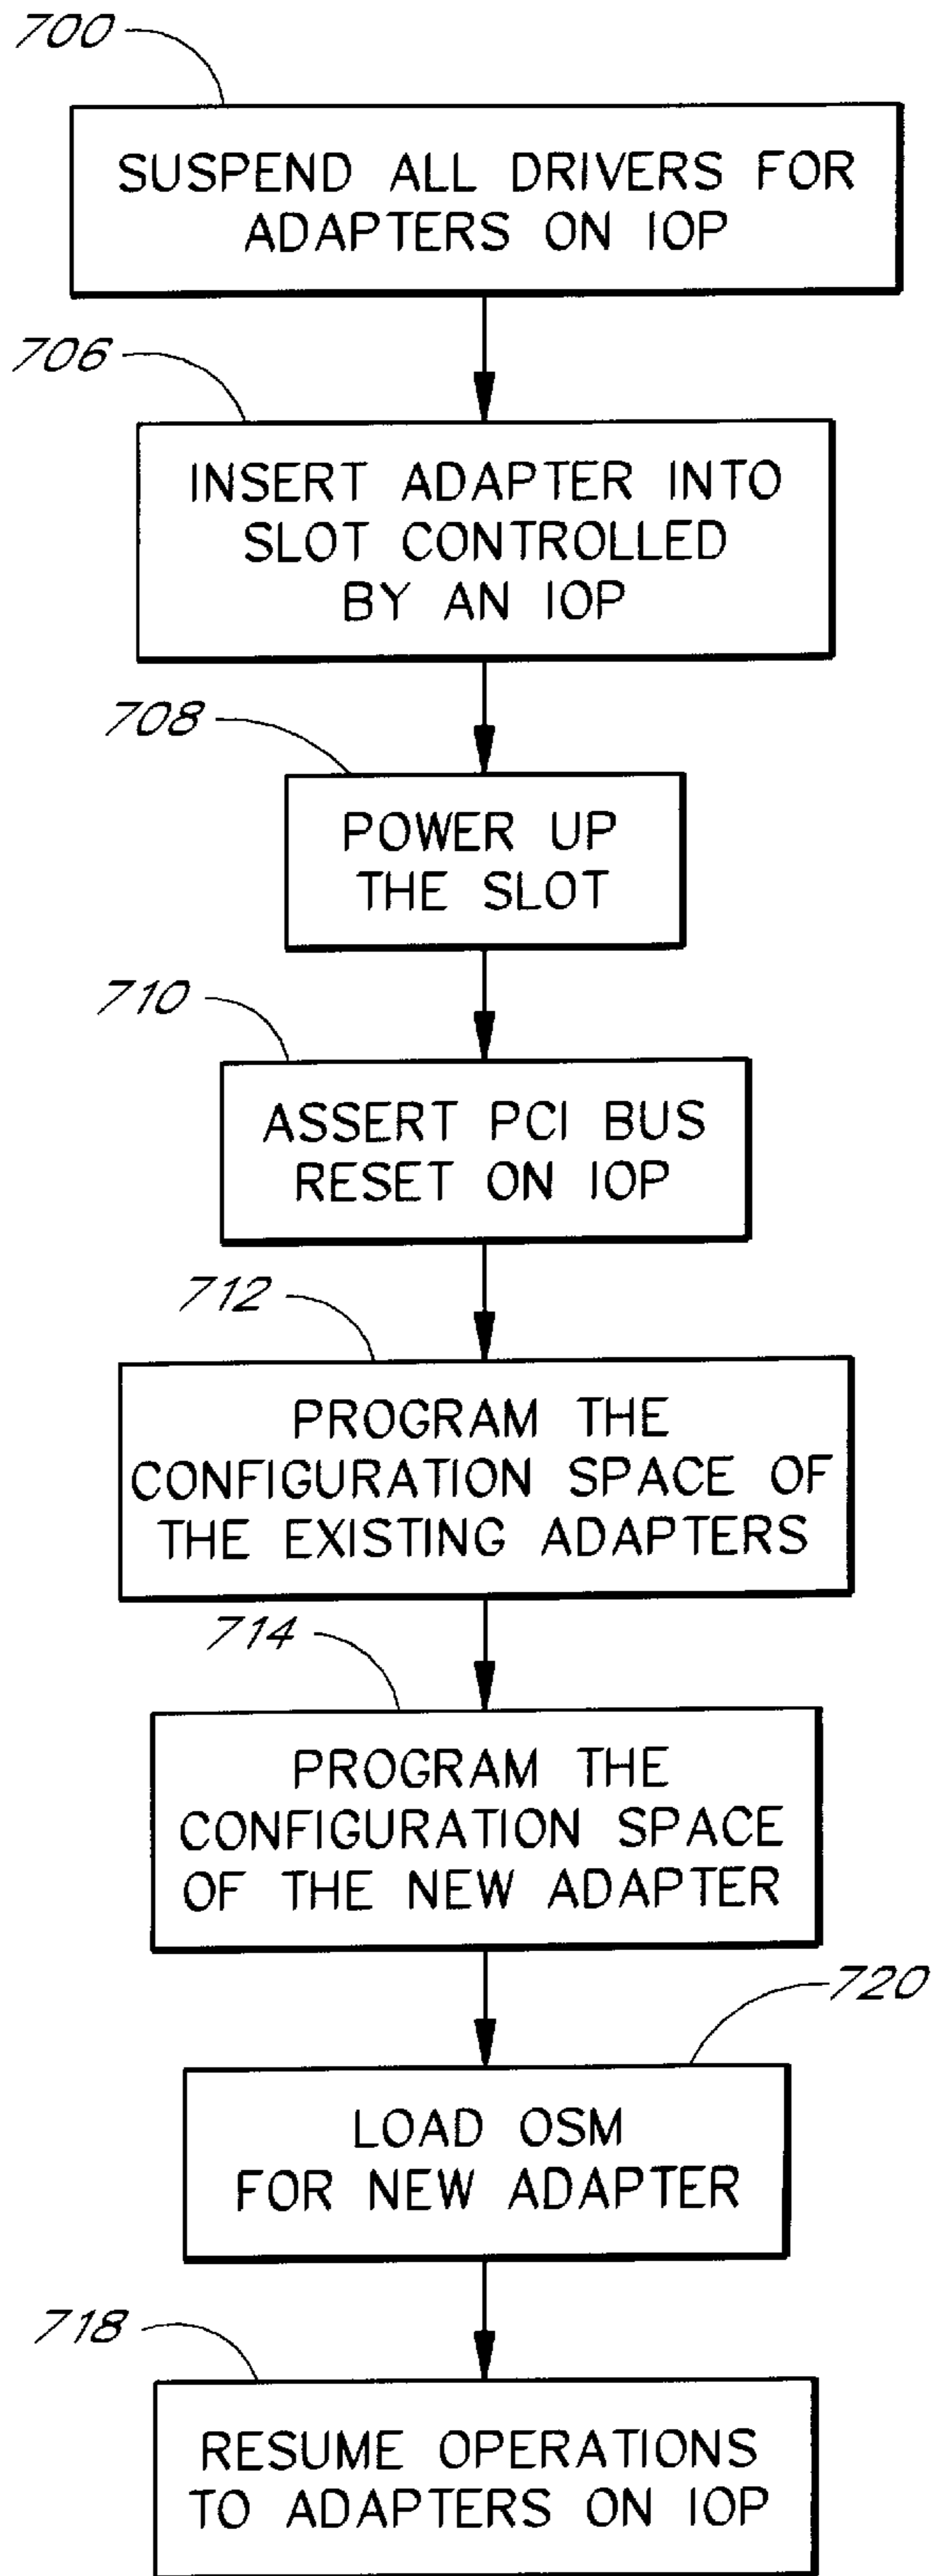 700
SUSPEND ALL DRIVERS FOR
ADAPTERS ON IOP
706
INSERT ADAPTER INTO
SLOT CONTROLLED
BY AN IOP
708
POWER UP
THE SLOT
710
ASSERT PCI BUS
RESET ON IOP
712
PROGRAM THE
CONFIGURATION SPACE OF
THE EXISTING ADAPTERS
714
PROGRAM THE
CONFIGURATION SPACE
OF THE NEW ADAPTER
720
LOAD OSM
FOR NEW ADAPTER
718
RESUME OPERATIONS
TO ADAPTERS ON IOP